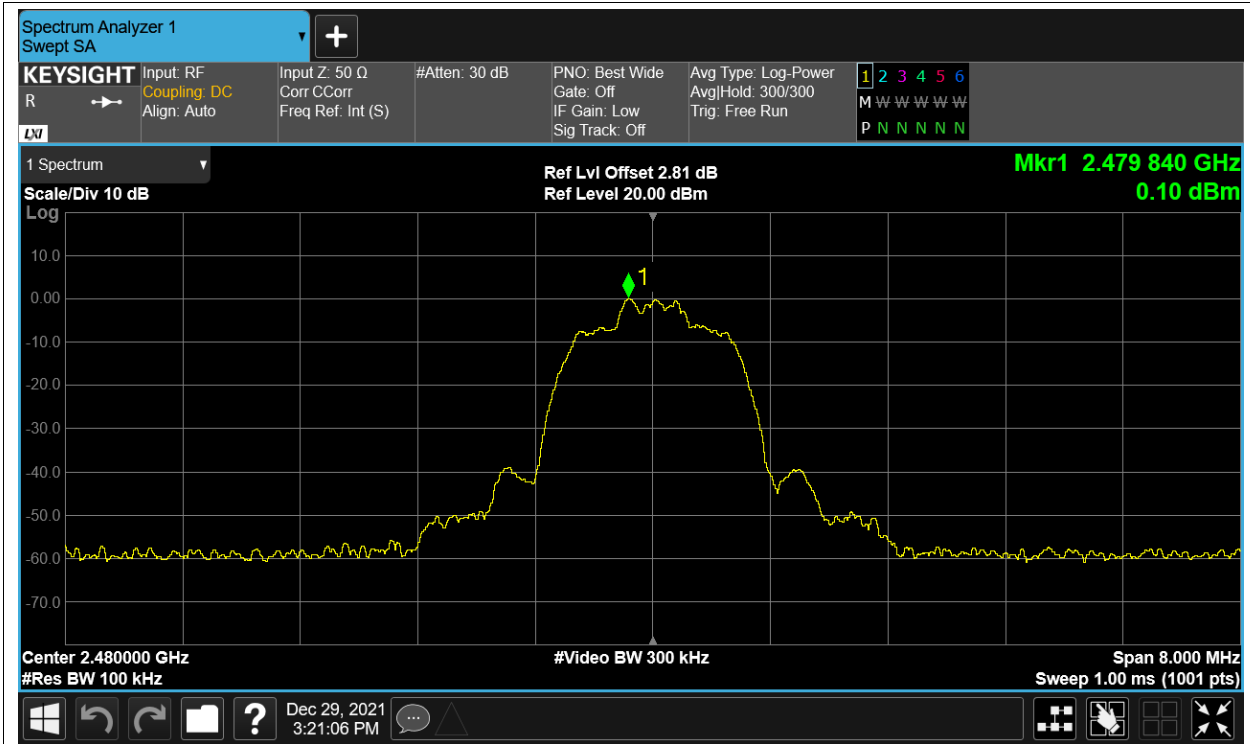 Spectrum Analyzer 1
Swept SA
KEYSIGHT
R
LXI
Input: RF
Coupling: DC
Align: Auto
Input Z: 50 Ω
Corr CCorr
Freq Ref: Int (S)
#Atten: 30 dB
PNO: Best Wide
Gate: Off
IF Gain: Low
Sig Track: Off
Avg Type: Log-Power
Avg|Hold: 300/300
Trig: Free Run
1 2 3 4 5 6
M W W W W W
P N N N N N
1 Spectrum
Scale/Div 10 dB
Log
Ref Lvl Offset 2.81 dB
Ref Level 20.00 dBm
Mkr1 2.479 840 GHz
0.10 dBm
1
10.0
0.00
-10.0
-20.0
-30.0
-40.0
-50.0
-60.0
-70.0
Center 2.480000 GHz
#Res BW 100 kHz
#Video BW 300 kHz
Span 8.000 MHz
Sweep 1.00 ms (1001 pts)
?
Dec 29, 2021
3:21:06 PM